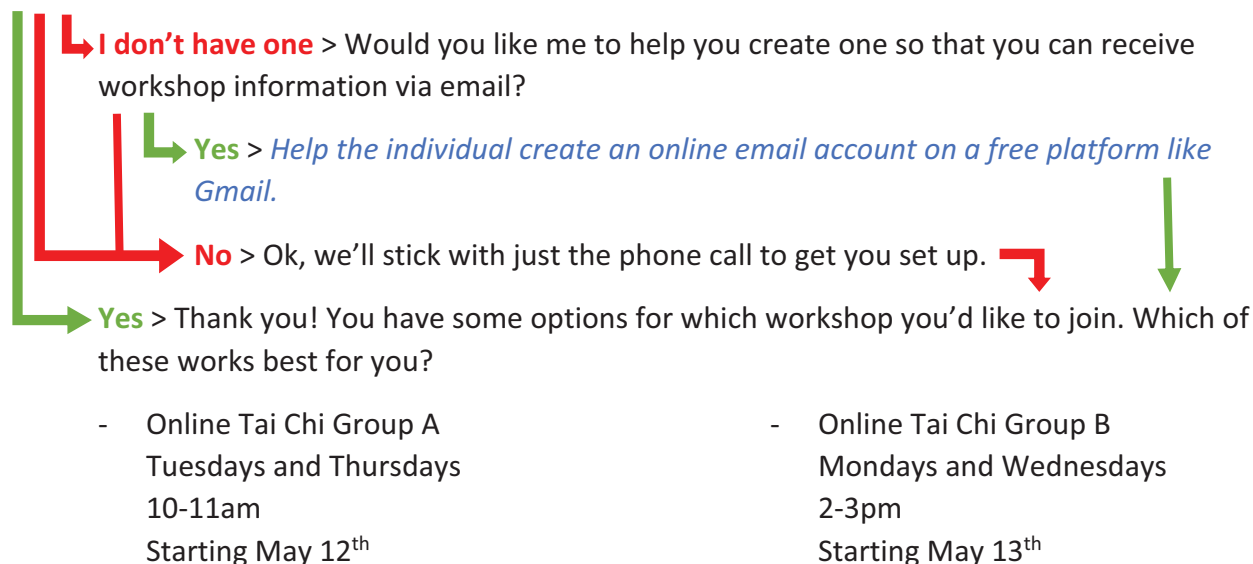 I don’t have one > Would you like me to help you create one so that you can receive
workshop information via email?
Yes > Help the individual create an online email account on a free platform like
Gmail.
No > Ok, we’ll stick with just the phone call to get you set up.
Yes > Thank you! You have some options for which workshop you’d like to join. Which of
these works best for you?
- Online Tai Chi Group A
Tuesdays and Thursdays
10-11am
Starting May 12th
- Online Tai Chi Group B
Mondays and Wednesdays
2-3pm
Starting May 13th